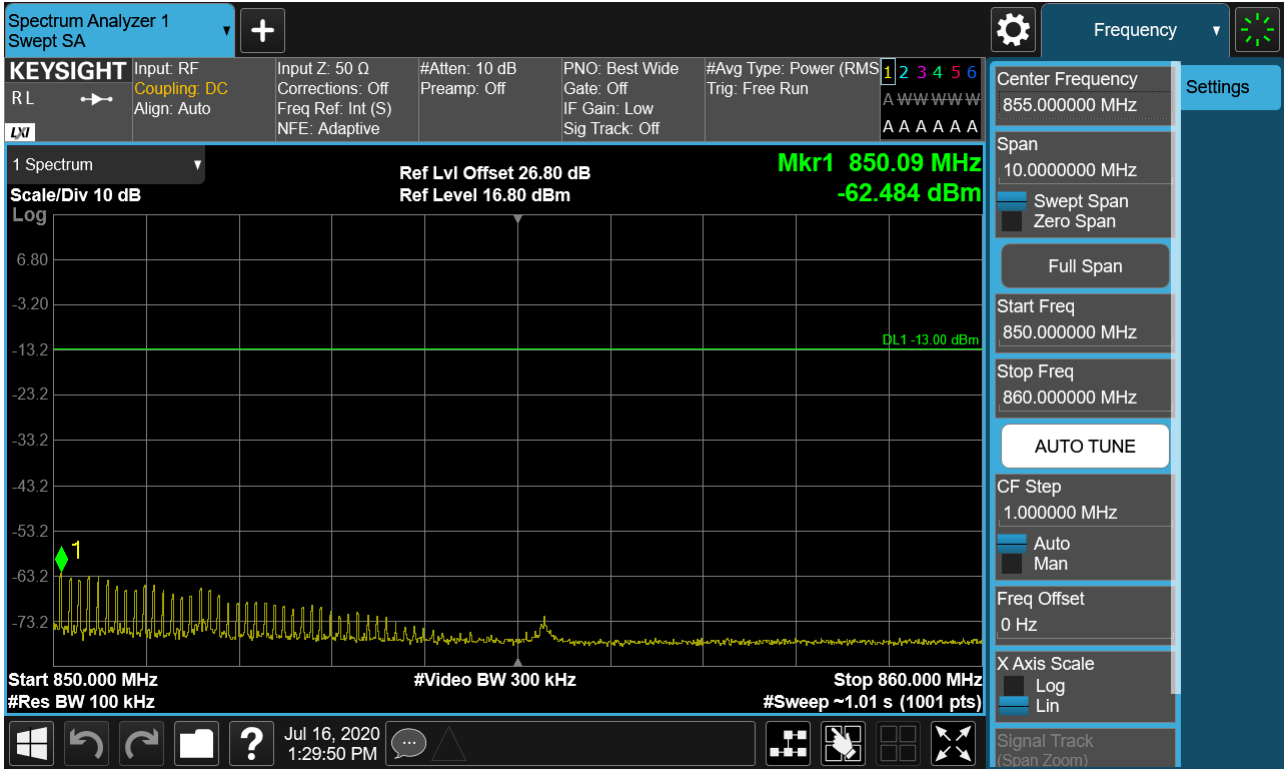 Spectrum Analyzer 1
Swept SA
Frequency
KEYSIGHT
R L
LXI
Input: RF
Coupling: DC
Align: Auto
Input Z: 50 Ω
Corrections: Off
Freq Ref: Int (S)
NFE: Adaptive
#Atten: 10 dB
Preamp: Off
PNO: Best Wide
Gate: Off
IF Gain: Low
Sig Track: Off
#Avg Type: Power (RMS
Trig: Free Run
1 2 3 4 5 6
A W W W W W
A A A A A A
1 Spectrum
Scale/Div 10 dB
Ref Lvl Offset 26.80 dB
Ref Level 16.80 dBm
Mkr1 850.09 MHz
-62.484 dBm
Log
6.80
-3.20
-13.2
-23.2
-33.2
-43.2
-53.2
-63.2
-73.2
DL1 -13.00 dBm
1
Start 850.000 MHz
#Res BW 100 kHz
#Video BW 300 kHz
Stop 860.000 MHz
#Sweep ~1.01 s (1001 pts)
Center Frequency
855.000000 MHz
Span
10.0000000 MHz
Swept Span
Zero Span
Full Span
Start Freq
850.000000 MHz
Stop Freq
860.000000 MHz
AUTO TUNE
CF Step
1.000000 MHz
Auto
Man
Freq Offset
0 Hz
X Axis Scale
Log
Lin
Signal Track
(Span Zoom)
Settings
?
Jul 16, 2020
1:29:50 PM